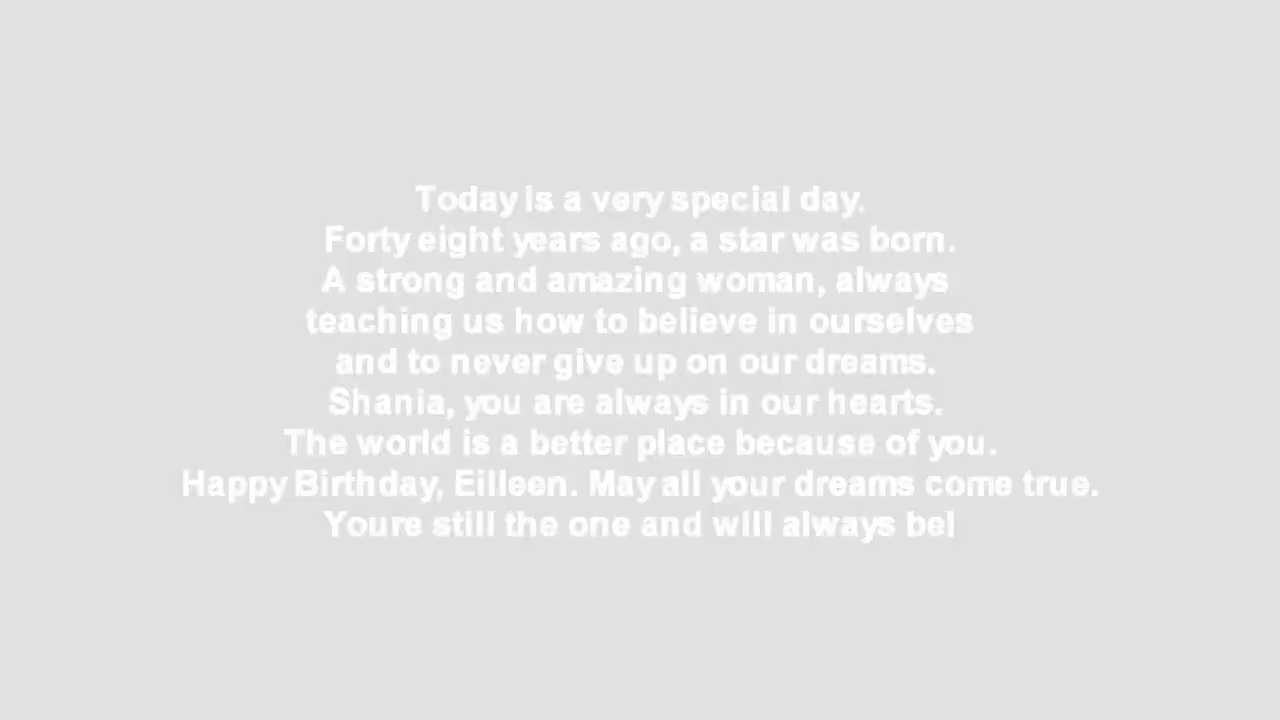 Today is a very special day.
Forty eight years ago, a star was born.
A strong and amazing woman, always
teaching us how to believe in ourselves
and to never give up on our dreams.
Shania, you are always in our hearts.
The world is a better place because of you.
Happy Birthday, Eilleen. May all your dreams come true.
Youre still the one and will always be!